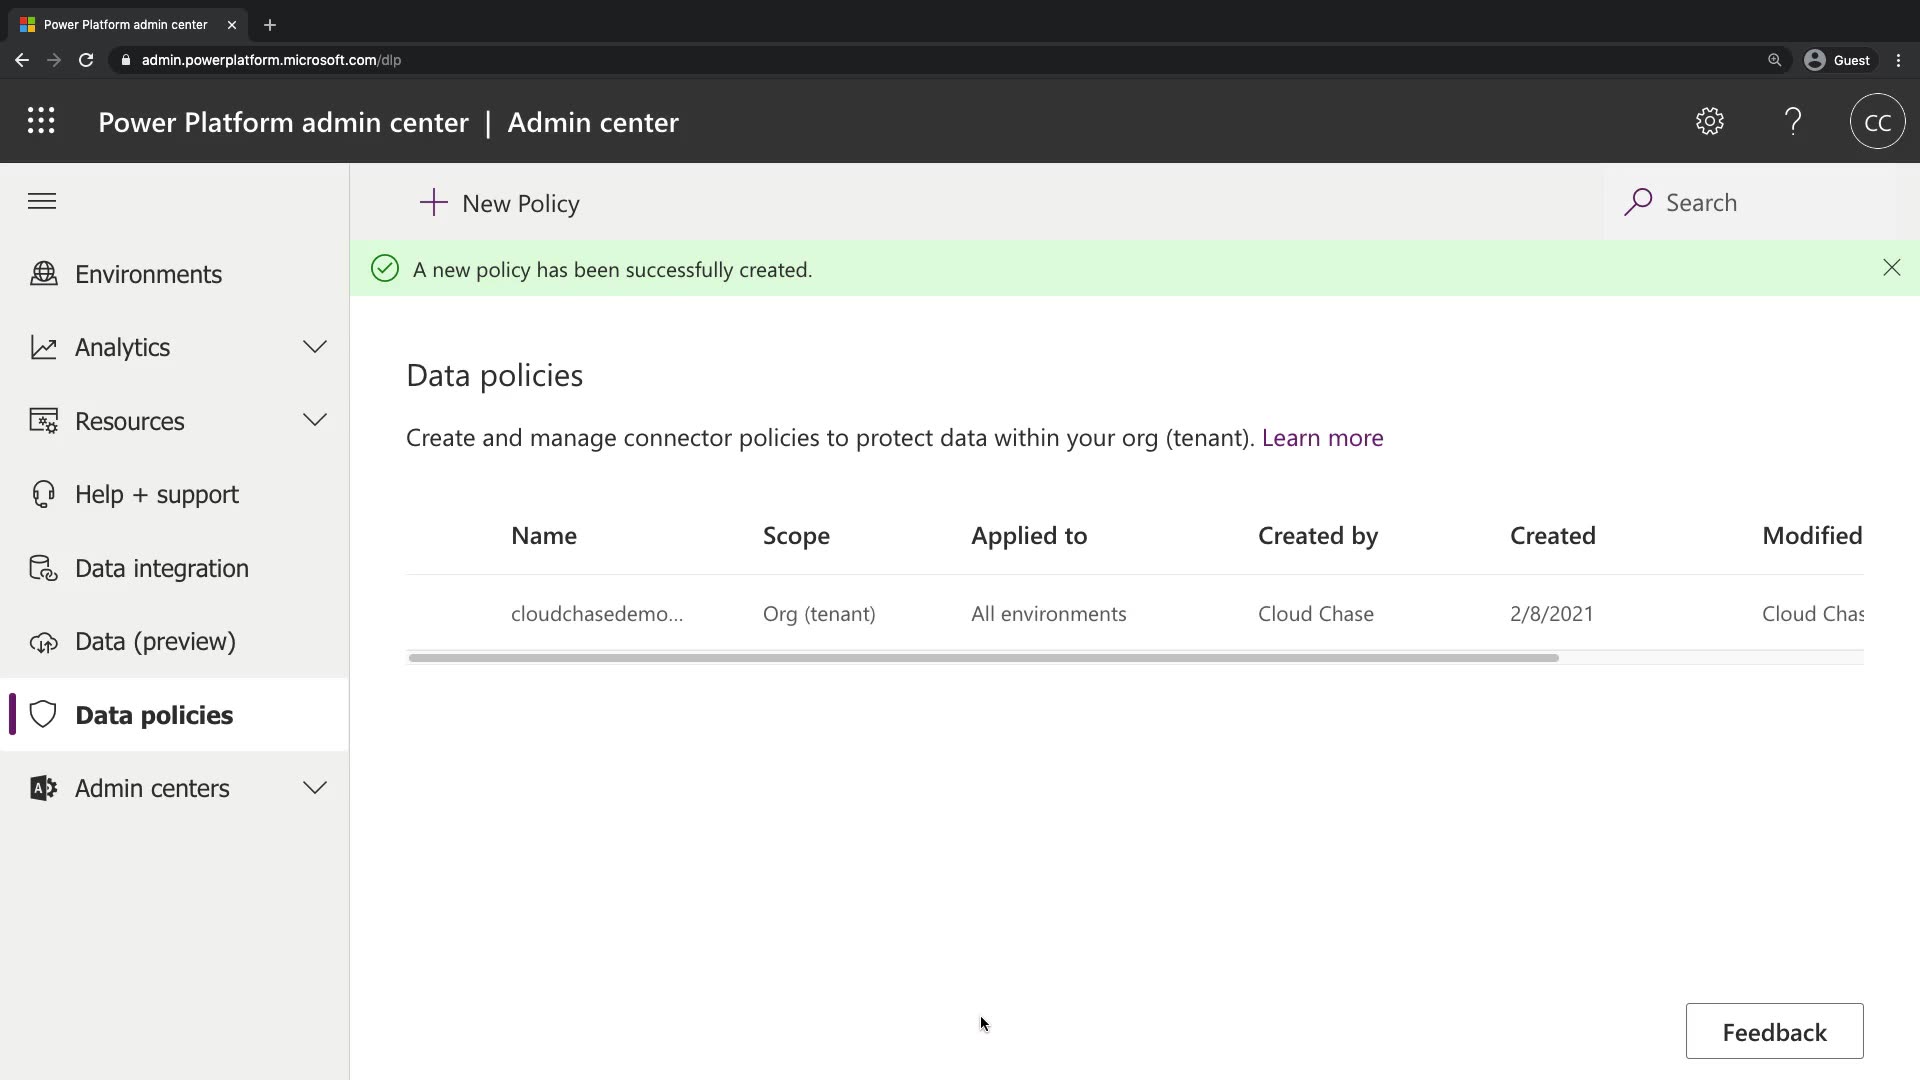 Power Platform admin center
admin.powerplatform.microsoft.com/dlp
Guest
Power Platform admin center | Admin center
CC
New Policy
Search
A new policy has been successfully created.
Environments
Analytics
Resources
Help + support
Data integration
Data (preview)
Data policies
Admin centers
Data policies
Create and manage connector policies to protect data within your org (tenant). Learn more
Name Scope Applied to Created by Created Modified
cloudchasedemo... Org (tenant) All environments Cloud Chase 2/8/2021 Cloud Chas
Feedback